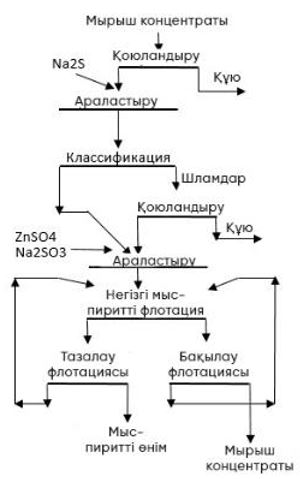 Мырыш концентраты
Қоюландыру
Na2S
Құю
Араластыру
Классификация
Шламдар
Қоюландыру
Құю
ZnSO4
Na2SO3
Араластыру
Негізгі мыс-
пиритті флотация
Тазалау
флотациясы
Бақылау
флотациясы
Мыс-
пиритті өнім
Мырыш
концентраты